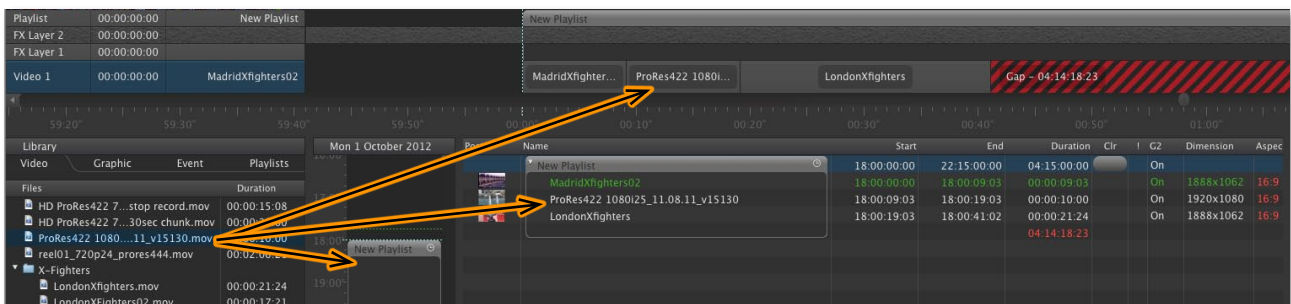 Playlist 00:00:00:00 New Playlist New Playlist
FX Layer 2 00:00:00:00
FX Layer 1 00:00:00:00
Video 1 00:00:00:00 MadridXfighters02 MadridXfighter... ProRes422 1080i... LondonXfighters Gap - 04:14:18:23
59:20" 59:30" 59:40" 59:50" 00:10" 00:20" 00:30" 00:40" 00:50" 01:00"
Library Mon 1 October 2012 Name Start End Duration Clr ! G2 Dimension Aspec
Video Graphic Event Playlists New Playlist 18:00:00:00 22:15:00:00 04:15:00:00 On
MadridXfighters02 18:00:00:00 18:00:09:03 00:00:09:03 On 1888x1062 16:9
Files Duration
ProRes422 1080i25_11.08.11_v15130 18:00:09:03 18:00:19:03 00:00:10:00 On 1920x1080 16:9
HD ProRes422 7...stop record.mov 00:00:15:08
LondonXfighters 18:00:19:03 18:00:41:02 00:00:21:24 On 1888x1062 16:9
HD ProRes422 7...30sec chunk.mov
04:14:18:23
ProRes422 1080....11_v15130.mov
18:00 New Playlist
reel01_720p24_prores444.mov
X-Fighters
LondonXfighters.mov 00:00:21:24
19:00
LondonXFighters02.mov 00:00:17:21